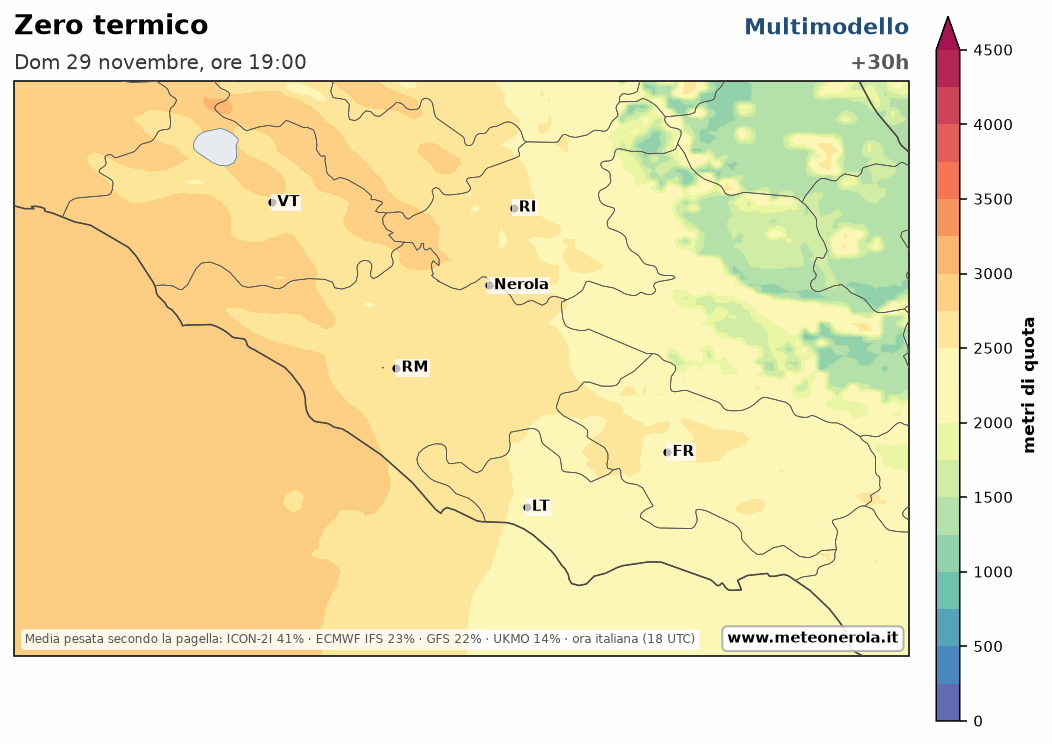 Zero termico
Multimodello
Dom 29 novembre, ore 19:00
+30h
VT
RI
Nerola
RM
FR
LT
Media pesata secondo la pagella: ICON-2I 41% · ECMWF IFS 23% · GFS 22% · UKMO 14% · ora italiana (18 UTC)
www.meteonerola.it
4500
4000
3500
3000
2500
2000
1500
1000
500
0
metri di quota